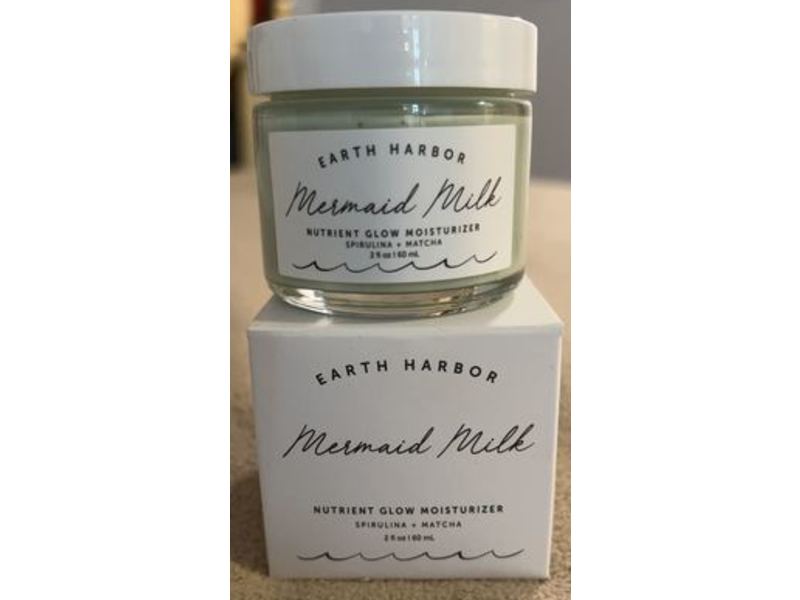 EARTH HARBOR
Mermaid Milk
NUTRIENT GLOW MOISTURIZER
SPIRULINA + MATCHA
2 fl oz | 60 mL
EARTH HARBOR
Mermaid Milk
NUTRIENT GLOW MOISTURIZER
SPIRULINA + MATCHA
2 fl oz | 60 mL